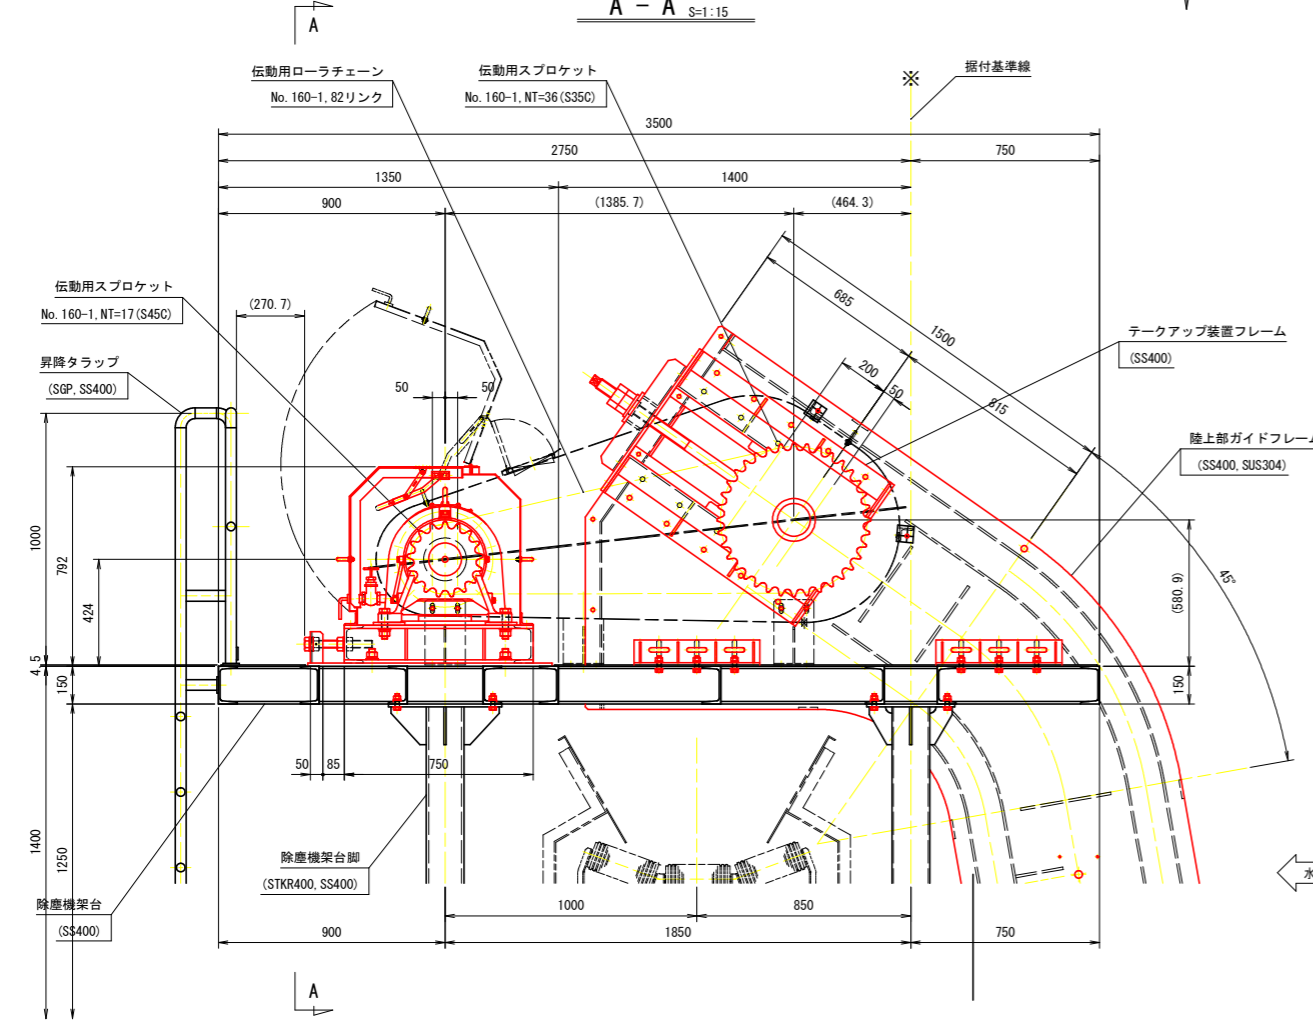 A － A S=1:15
A
伝動用ローラチェーン
No.160-1,82リンク
伝動用スプロケット
No.160-1,NT=36(S35C)
※
据付基準線
3500
2750
750
1350
1400
900
(1385.7)
(464.3)
伝動用スプロケット
No.160-1,NT=17(S45C)
(270.7)
685
1500
テークアップ装置フレーム
(SS400)
昇降タラップ
(SGP,SS400)
50
50
200
50
815
陸上部ガイドフレーム
(SS400,SUS304)
1000
792
424
(580.9)
45°
4.5
150
150
50
85
750
1400
1250
除塵機架台脚
(STKR400,SS400)
水
除塵機架台
(SS400)
1000
850
900
1850
750
A